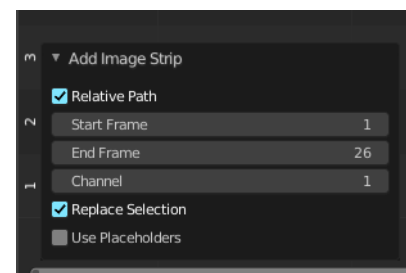 3
Add Image Strip
Relative Path
2
Start Frame 1
End Frame 26
1
Channel 1
Replace Selection
Use Placeholders